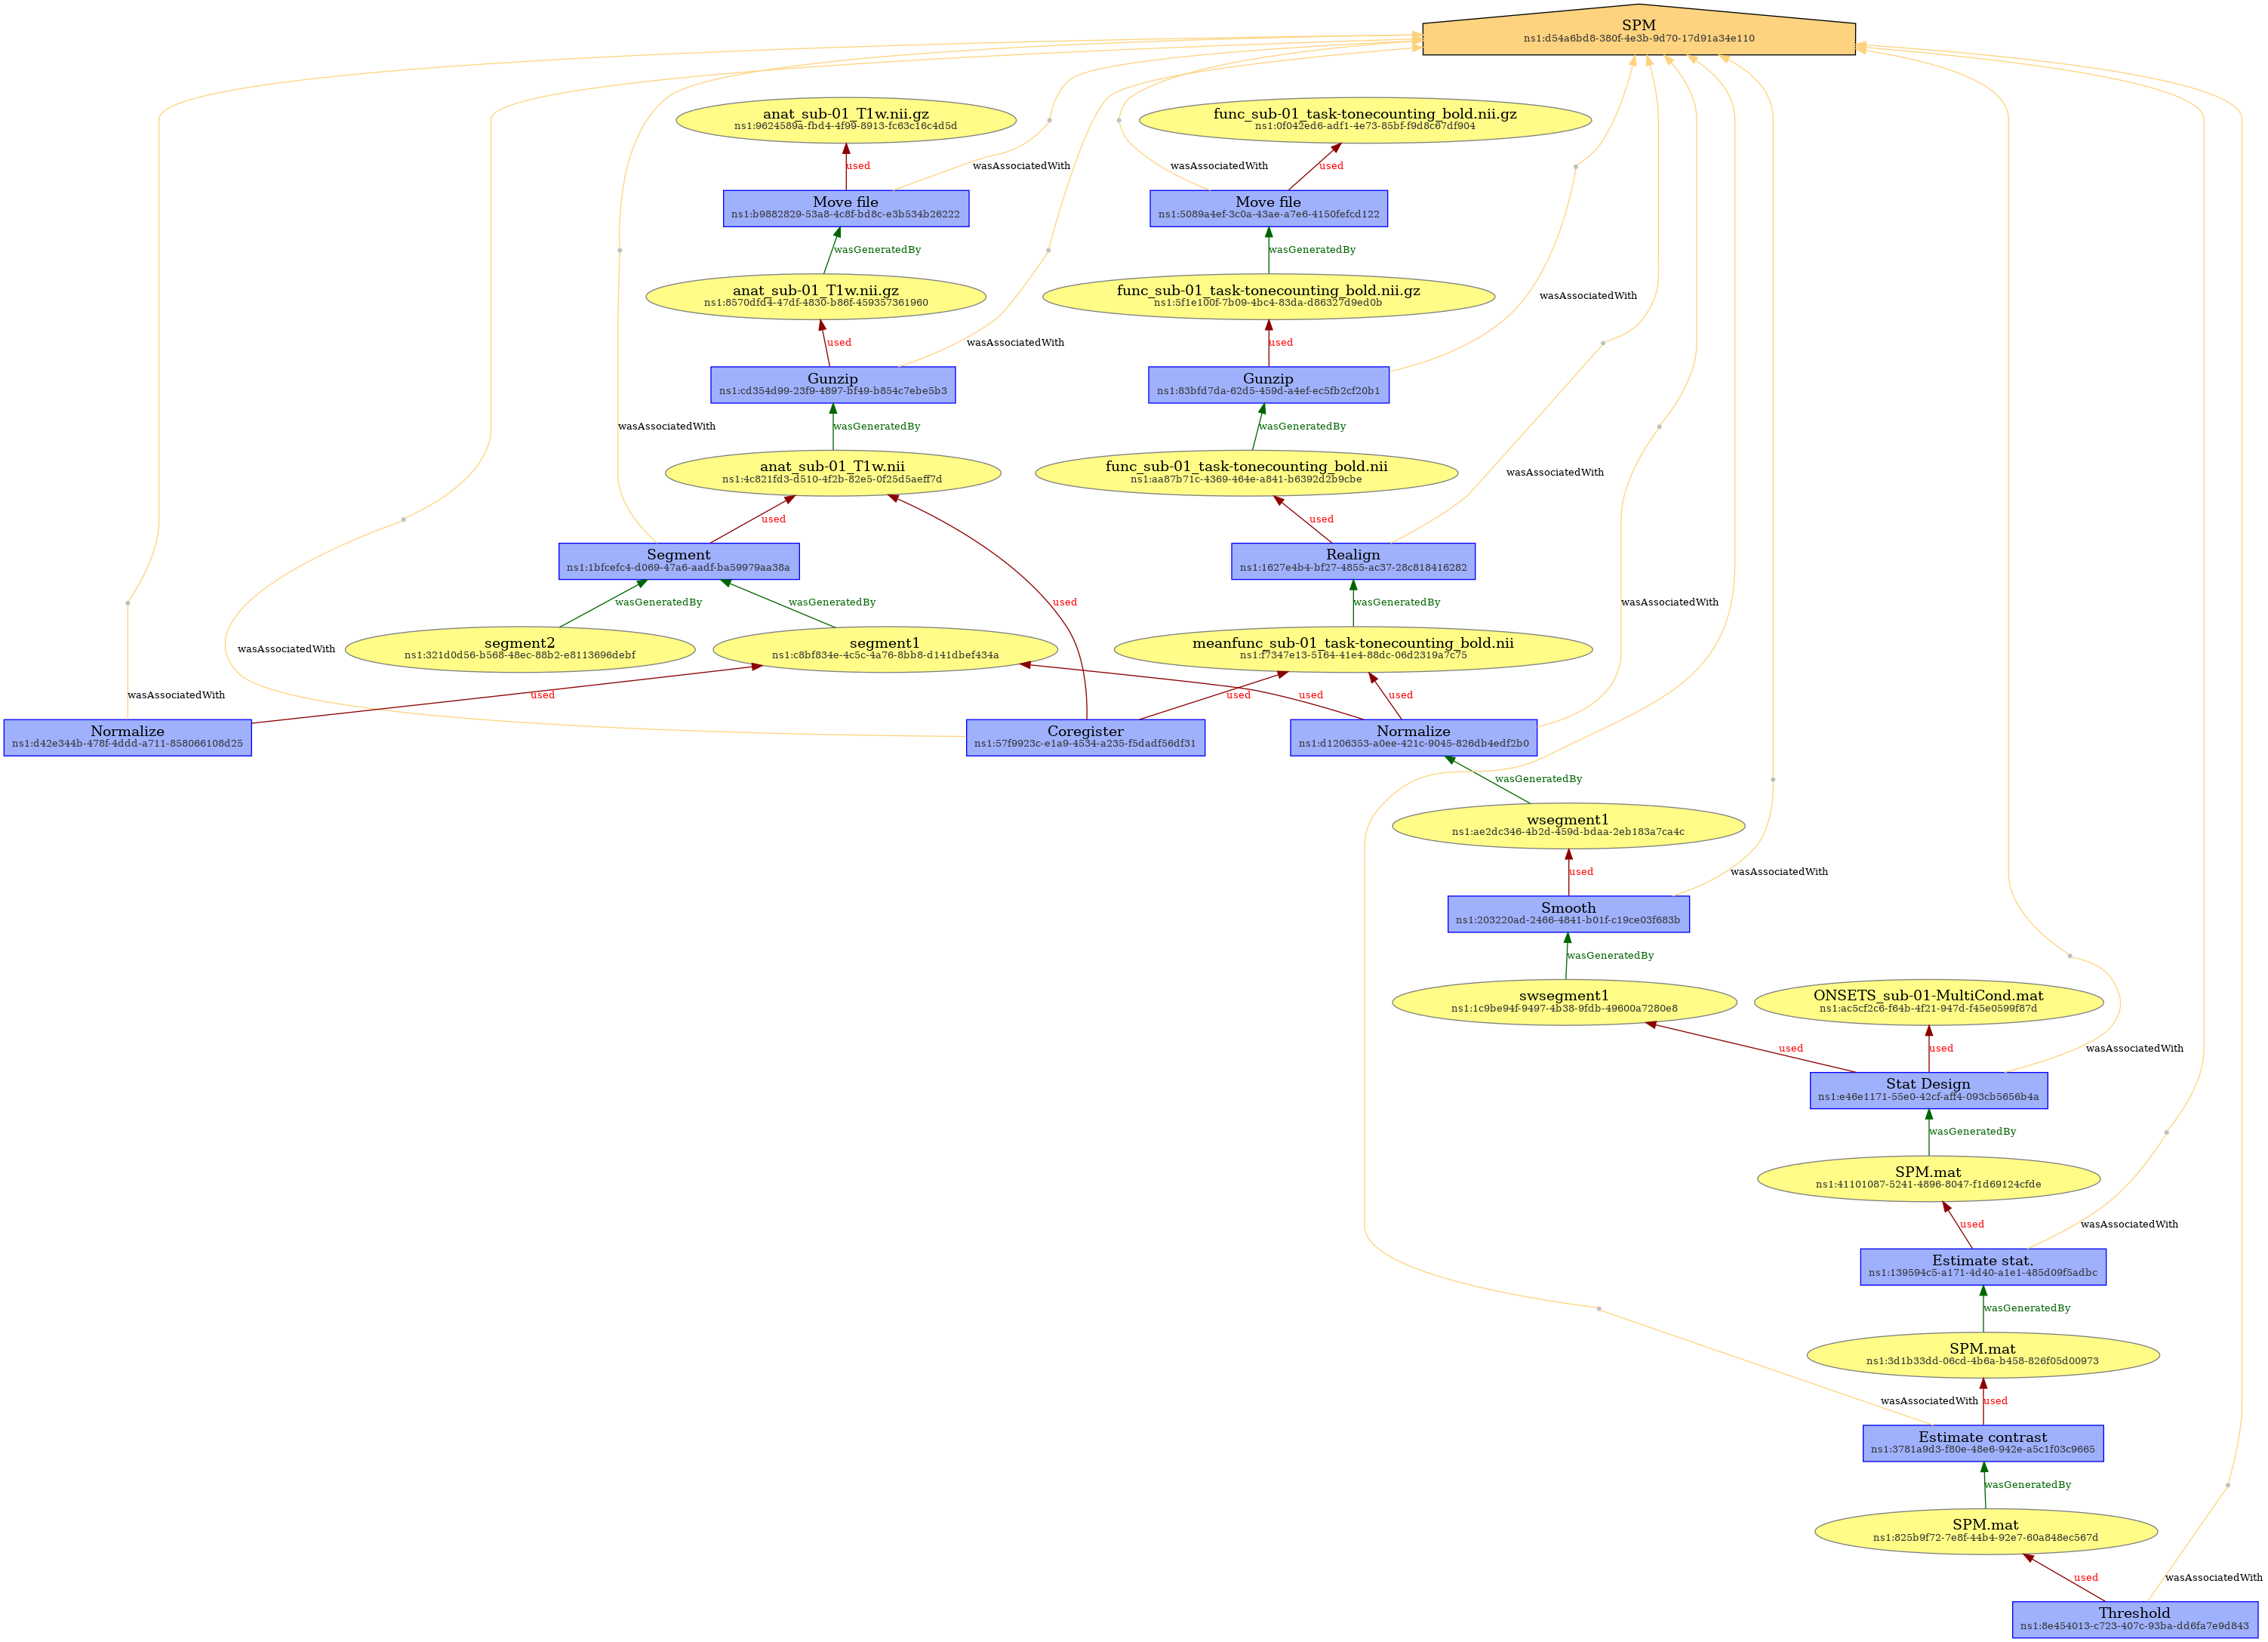 SPM
ns1:d54a6bd8-380f-4e3b-9d70-17d91a34e110
anat_sub-01_T1w.nii.gz
ns1:9624589a-fbd4-4f99-8913-fc63c16c4d5d
func_sub-01_task-tonecounting_bold.nii.gz
ns1:0f042ed6-adf1-4e73-85bf-f9d8c67df904
used
wasAssociatedWith
wasAssociatedWith
used
Move file
ns1:b9882829-53a8-4c8f-bd8c-e3b534b26222
Move file
ns1:5089a4ef-3c0a-43ae-a7e6-4150fefcd122
wasGeneratedBy
wasGeneratedBy
anat_sub-01_T1w.nii.gz
ns1:8570dfd4-47df-4830-b86f-459357361960
func_sub-01_task-tonecounting_bold.nii.gz
ns1:5f1e100f-7b09-4bc4-83da-d86327d9ed0b
wasAssociatedWith
used
wasAssociatedWith
used
Gunzip
ns1:cd354d99-23f9-4897-bf49-b854c7ebe5b3
Gunzip
ns1:83bfd7da-62d5-459d-a4ef-ec5fb2cf20b1
wasAssociatedWith
wasGeneratedBy
wasGeneratedBy
anat_sub-01_T1w.nii
ns1:4c821fd3-d510-4f2b-82e5-0f25d5aeff7d
func_sub-01_task-tonecounting_bold.nii
ns1:aa87b71c-4369-464e-a841-b6392d2b9cbe
wasAssociatedWith
used
used
Segment
ns1:1bfcefc4-d069-47a6-aadf-ba59979aa38a
Realign
ns1:1627e4b4-bf27-4855-ac37-28c818416282
wasGeneratedBy
wasGeneratedBy
used
wasGeneratedBy
wasAssociatedWith
wasAssociatedWith
segment2
ns1:321d0d56-b568-48ec-88b2-e8113696debf
segment1
ns1:c8bf834e-4c5c-4a76-8bb8-d141dbef434a
meanfunc_sub-01_task-tonecounting_bold.nii
ns1:f7347e13-5164-41e4-88dc-06d2319a7c75
wasAssociatedWith
used
used
used
used
Normalize
ns1:d42e344b-478f-4ddd-a711-858066108d25
Coregister
ns1:57f9923c-e1a9-4534-a235-f5dadf56df31
Normalize
ns1:d1206353-a0ee-421c-9045-826db4edf2b0
wasGeneratedBy
wsegment1
ns1:ae2dc346-4b2d-459d-bdaa-2eb183a7ca4c
used
wasAssociatedWith
Smooth
ns1:203220ad-2466-4841-b01f-c19ce03f683b
wasGeneratedBy
swsegment1
ns1:1c9be94f-9497-4b38-9fdb-49600a7280e8
ONSETS_sub-01-MultiCond.mat
ns1:ac5cf2c6-f64b-4f21-947d-f45e0599f87d
used
used
wasAssociatedWith
Stat Design
ns1:e46e1171-55e0-42cf-aff4-093cb5656b4a
wasGeneratedBy
SPM.mat
ns1:41101087-5241-4896-8047-f1d69124cfde
used
wasAssociatedWith
Estimate stat.
ns1:139594c5-a171-4d40-a1e1-485d09f5adbc
wasGeneratedBy
SPM.mat
ns1:3d1b33dd-06cd-4b6a-b458-826f05d00973
wasAssociatedWith
used
Estimate contrast
ns1:3781a9d3-f80e-48e6-942e-a5c1f03c9665
wasGeneratedBy
SPM.mat
ns1:825b9f72-7e8f-44b4-92e7-60a848ec567d
used
wasAssociatedWith
Threshold
ns1:8e454013-c723-407c-93ba-dd6fa7e9d843